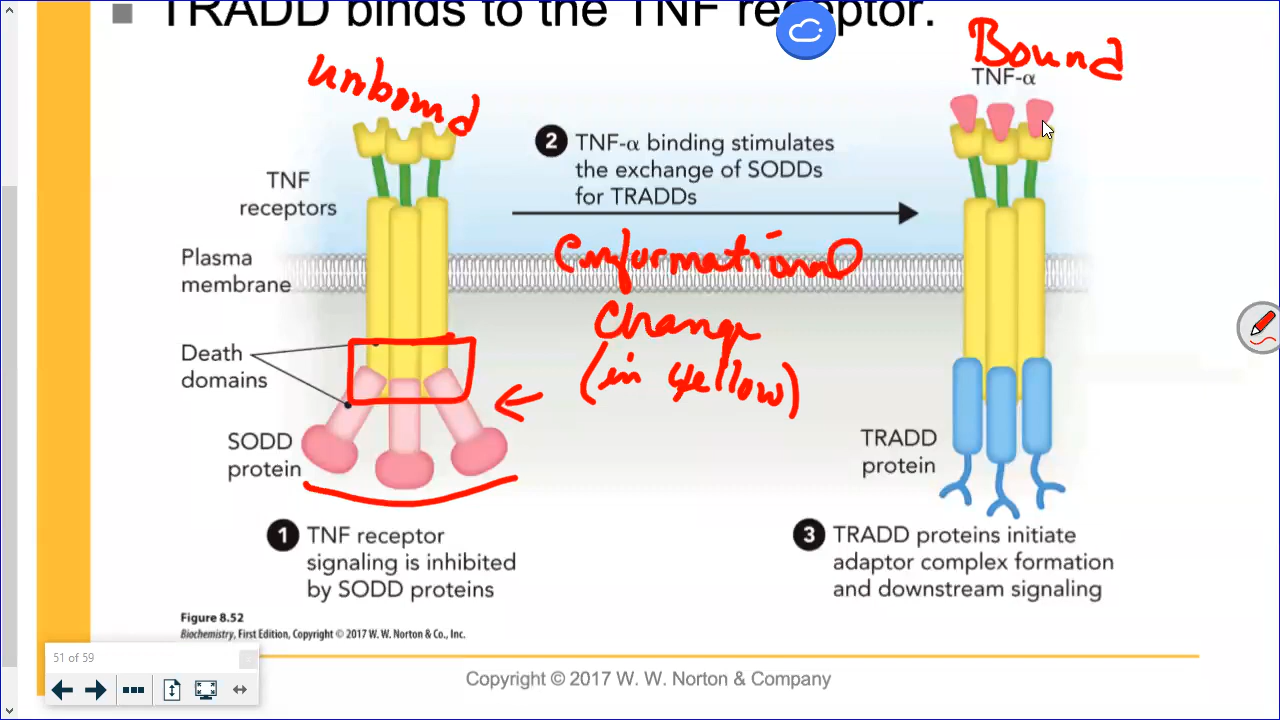 TRADD binds to the TNF receptor.
unbound
Bound
TNF-α
2 TNF-α binding stimulates
the exchange of SODDs
for TRADDs
TNF
receptors
Plasma
membrane
Conformational
change
(in yellow)
Death
domains
SODD
protein
TRADD
protein
1 TNF receptor
signaling is inhibited
by SODD proteins
3 TRADD proteins initiate
adaptor complex formation
and downstream signaling
Figure 8.52
Biochemistry, First Edition, Copyright © 2017 W. W. Norton & Co., Inc.
51 of 59
Copyright © 2017 W. W. Norton & Company